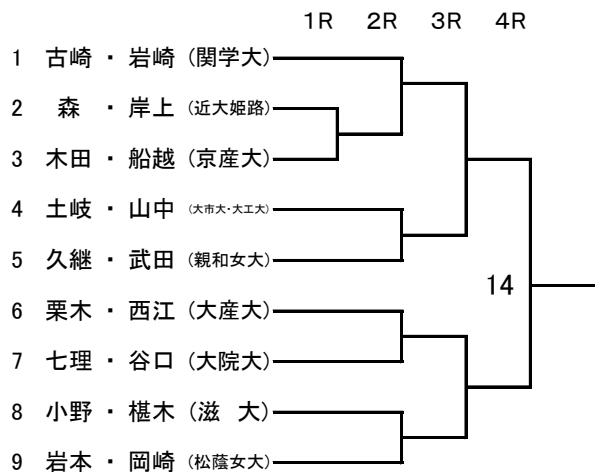 1R 2R 3R 4R
1 古崎 ・ 岩崎 (関学大)
2 森 ・ 岸上 (近大姫路)
3 木田 ・ 船越 (京産大)
4 土岐 ・ 山中 (大市大・大工大)
5 久継 ・ 武田 (親和女大)
14
6 栗木 ・ 西江 (大産大)
7 七理 ・ 谷口 (大院大)
8 小野 ・ 椹木 (滋 大)
9 岩本 ・ 岡崎 (松蔭女大)